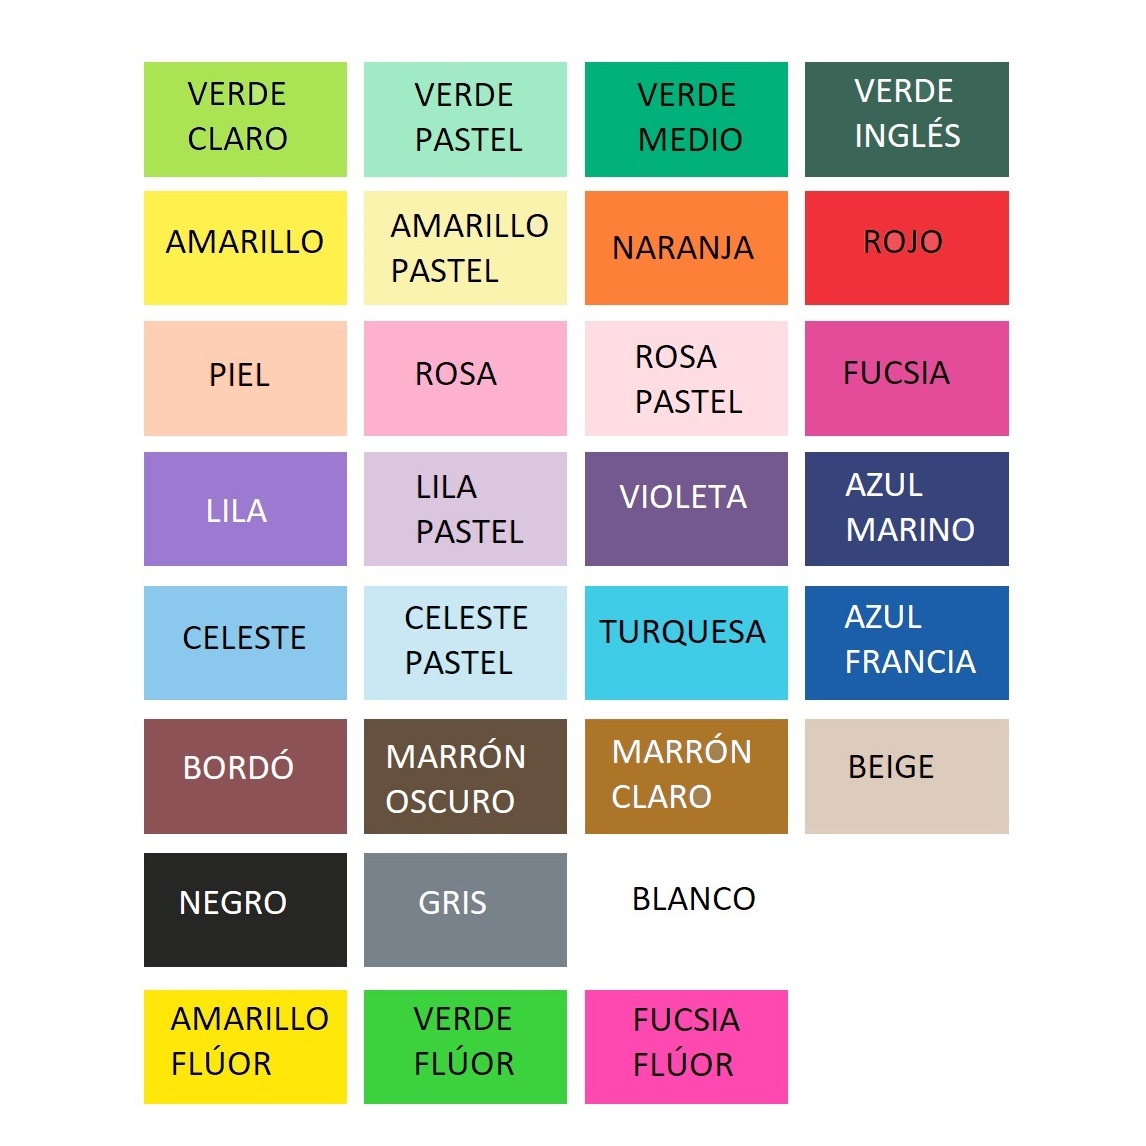 VERDE
CLARO
VERDE
PASTEL
VERDE
MEDIO
VERDE
INGLÉS
AMARILLO
AMARILLO
PASTEL
NARANJA
ROJO
PIEL
ROSA
ROSA
PASTEL
FUCSIA
LILA
LILA
PASTEL
VIOLETA
AZUL
MARINO
CELESTE
CELESTE
PASTEL
TURQUESA
AZUL
FRANCIA
BORDÓ
MARRÓN
OSCURO
MARRÓN
CLARO
BEIGE
NEGRO
GRIS
BLANCO
AMARILLO
FLÚOR
VERDE
FLÚOR
FUCSIA
FLÚOR